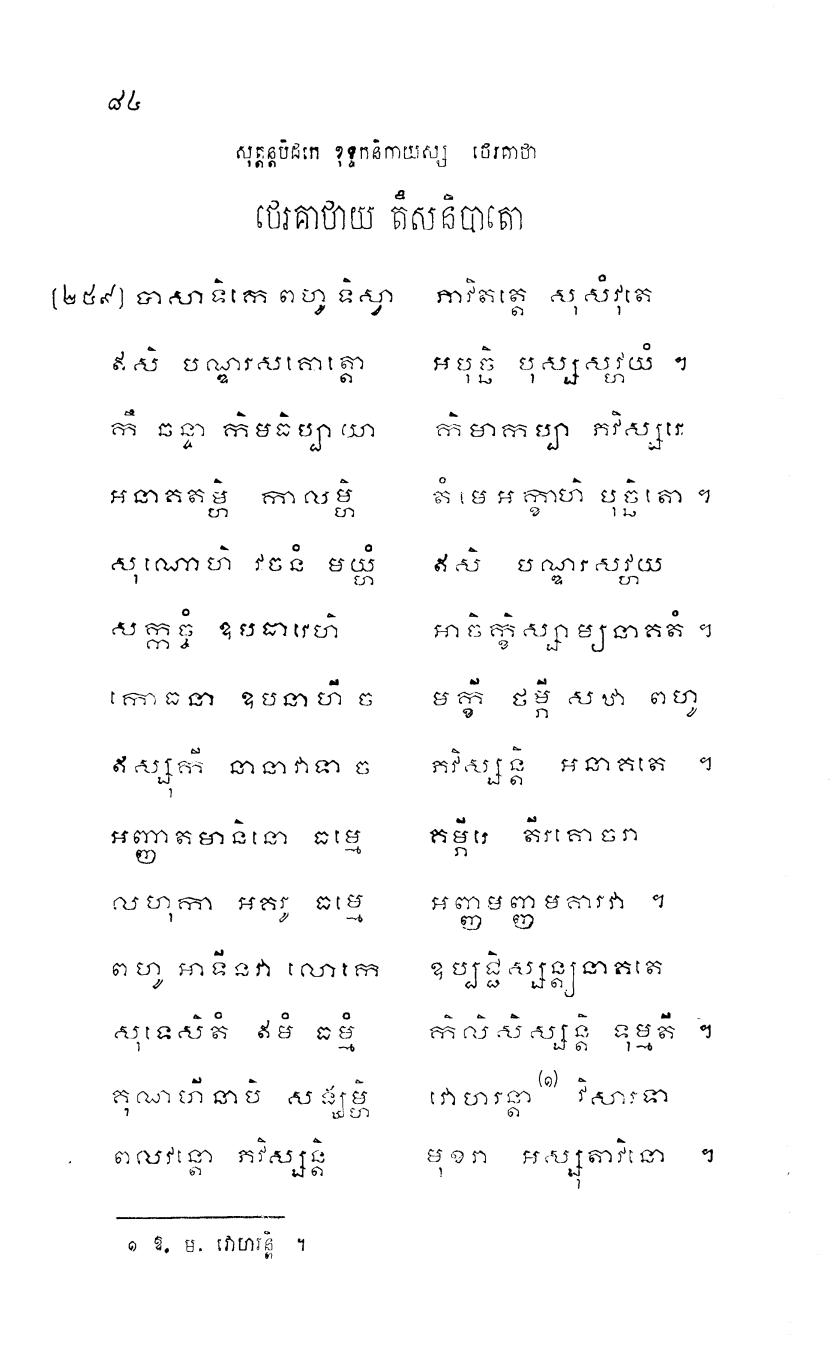 ៨៤
សុត្តន្តបិដកេ ខុទ្ទកនិកាយស្ស ថេរគាថា
ថេរគាថាយ តឹសនិបាតោ
[២៥៩] បាសាទិកេ ពហូ ទិស្វា ភាវិតត្តេ សុសំវុតេ
ឥសិ បណ្ឌរសគោត្តោ អបុច្ឆិ បុស្សសវ្ហយំ ។
កឹ ឆន្ទា កិមធិប្បាយា កិមាកប្បា ភវិស្សរេ
អនាគតម្ហិ កាលម្ហិ តំ មេ អក្ខាហិ បុច្ឆិតោ ។
សុណោហិ វចនំ មយ្ហំ ឥសិ បណ្ឌរសវ្ហយ
សក្កច្ចំ ឧបធារេហិ អាចិក្ខិស្សាម្យនាគតំ ។
កោធនា ឧបនាហី ច មក្ខី ថម្ភី សឋា ពហូ
ឥស្សុកី នានាវាទា ច ភវិស្សន្តិ អនាគតេ ។
អញ្ញាតមានិនោ ធម្មេ គម្ភីរេ តីរគោចរា
លហុកា អគរូ ធម្មេ អញ្ញមញ្ញមគារវា ។
ពហូ អាទីនវា លោកេ ឧប្បជ្ជិស្សន្ត្យនាគតេ
សុទេសិតំ ឥមំ ធម្មំ កិលិសិស្សន្តិ ទុម្មតី ។
គុណហីនាបិ សង្ឃម្ហិ វោហរន្តា (១) វិសារទា
ពលវន្តោ ភវិស្សន្តិ មុខរា អស្សុតាវិនោ ។
១ ឱ. ម. វោហរន្តិ ។